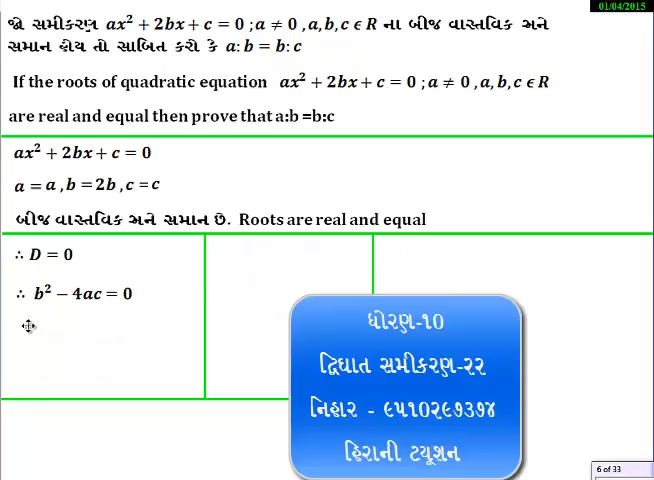 01/04/2015
જો સમીકરણ ax² + 2bx + c = 0 ; a ≠ 0 , a, b, c ϵ R ના બીજ વાસ્તવિક અને
સમાન હોય તો સાબિત કરો કે a: b = b: c
If the roots of quadratic equation ax² + 2bx + c = 0 ; a ≠ 0 , a, b, c ϵ R
are real and equal then prove that a:b =b:c
ax² + 2bx + c = 0
a = a , b = 2b , c = c
બીજ વાસ્તવિક અને સમાન છે. Roots are real and equal
∴ D = 0
∴ b² − 4ac = 0
ધોરણ-૧૦
દ્વિઘાત સમીકરણ-૨૨
નિહાર - ૯૫૧૦૨૯૭૩૭૪
હિરાની ટયૂશન
6 of 33